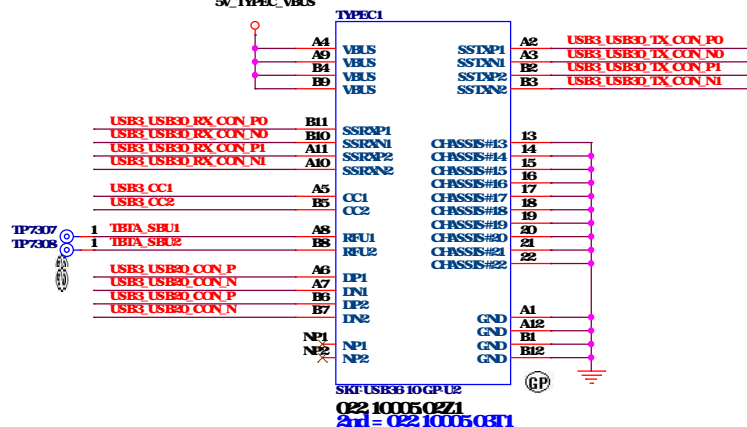 5V_TYPEC_VBUS
TYPEC1
A4 VBUS
A9 VBUS
B4 VBUS
B9 VBUS
SSTXP1 A2 USB3_USB30_TX_CON_P0
SSTXN1 A3 USB3_USB30_TX_CON_N0
SSTXP2 B2 USB3_USB30_TX_CON_P1
SSTXN2 B3 USB3_USB30_TX_CON_N1
USB3_USB30_RX_CON_P0 B11 SSRXP1
USB3_USB30_RX_CON_N0 B10 SSRXN1
USB3_USB30_RX_CON_P1 A11 SSRXP2
USB3_USB30_RX_CON_N1 A10 SSRXN2
CHASSIS#13 13
CHASSIS#14 14
CHASSIS#15 15
CHASSIS#16 16
CHASSIS#17 17
CHASSIS#18 18
CHASSIS#19 19
CHASSIS#20 20
CHASSIS#21 21
CHASSIS#22 22
USB3_CC1 A5 CC1
USB3_CC2 B5 CC2
TP7307 1 TBTA_SBU1 A8 RFU1
TP7308 1 TBTA_SBU2 B8 RFU2
USB3_USB20_CON_P A6 DP1
USB3_USB20_CON_N A7 DN1
USB3_USB20_CON_P B6 DP2
USB3_USB20_CON_N B7 DN2
GND A1
GND A12
GND B1
GND B12
NP1 NP1
NP2 NP2
GP
SKT-USB36-10-GP-U2
022.10005.02Z1
2nd = 022.10005.03T1